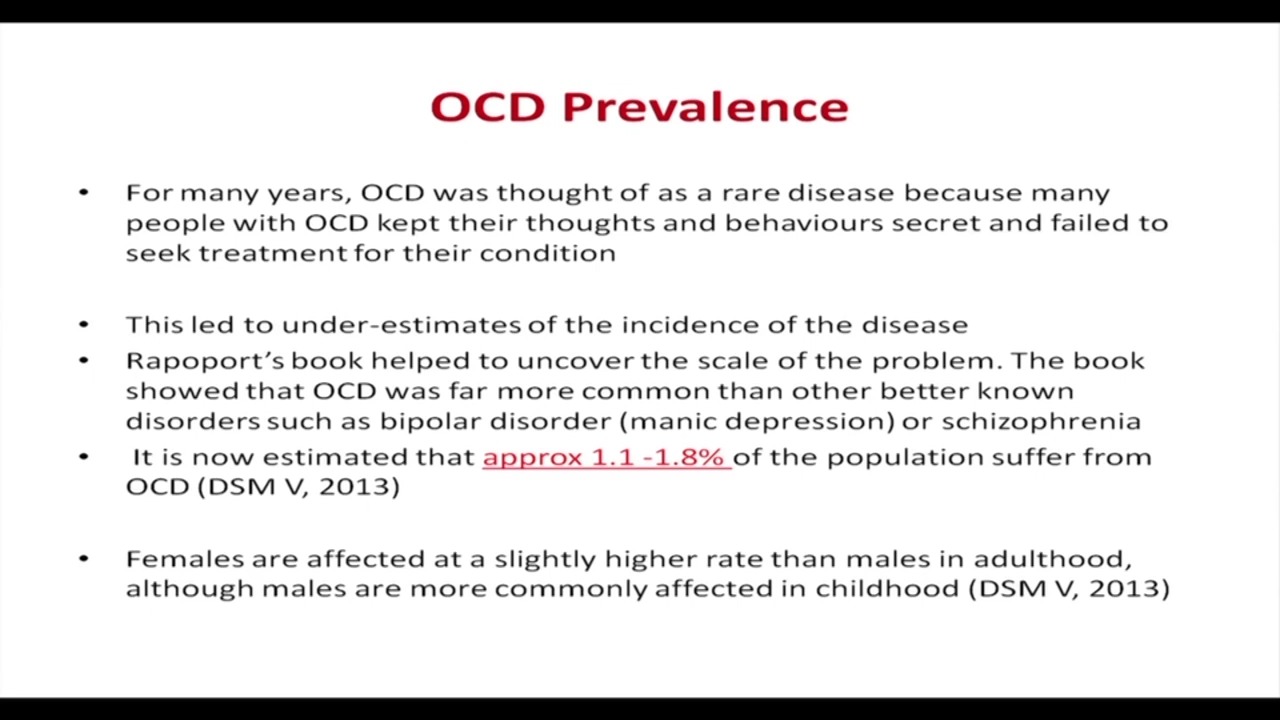 OCD Prevalence
• For many years, OCD was thought of as a rare disease because many
people with OCD kept their thoughts and behaviours secret and failed to
seek treatment for their condition
• This led to under-estimates of the incidence of the disease
• Rapoport’s book helped to uncover the scale of the problem. The book
showed that OCD was far more common than other better known
disorders such as bipolar disorder (manic depression) or schizophrenia
• It is now estimated that approx 1.1 -1.8% of the population suffer from
OCD (DSM V, 2013)
• Females are affected at a slightly higher rate than males in adulthood,
although males are more commonly affected in childhood (DSM V, 2013)